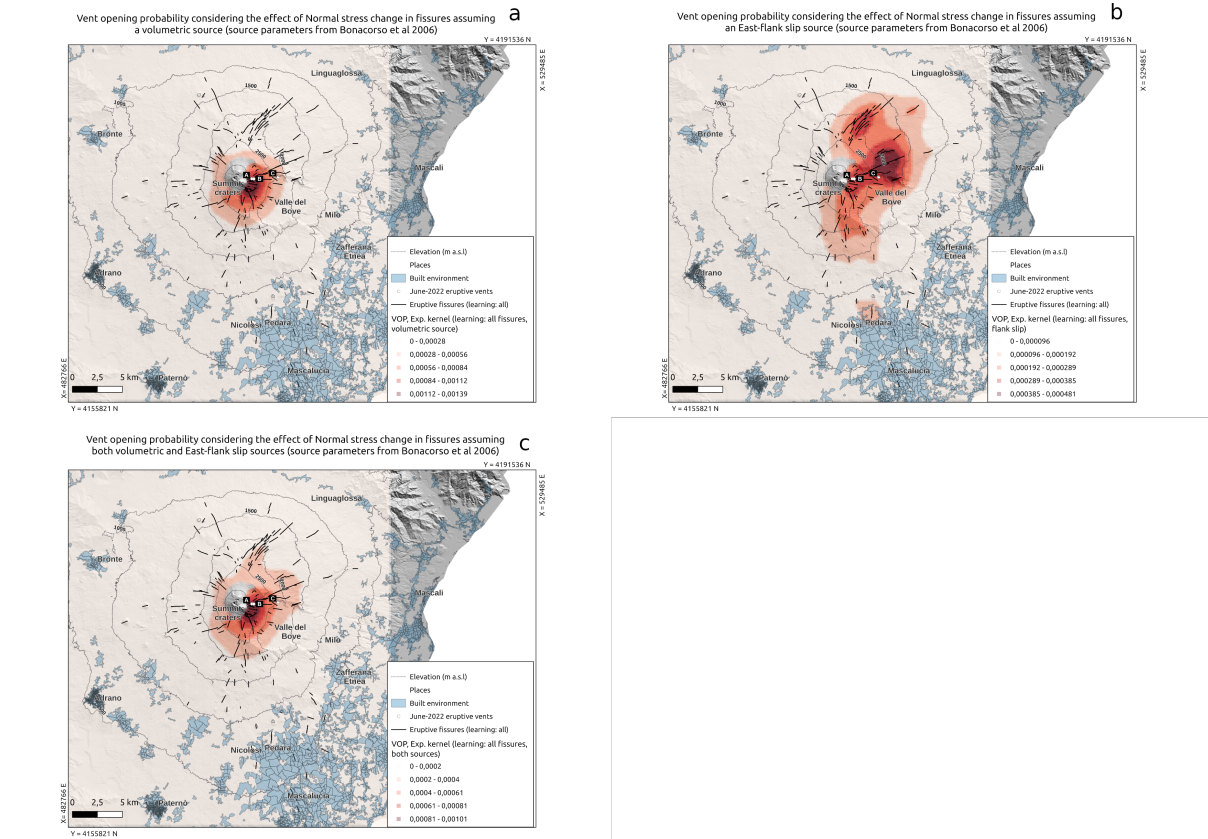 a
Vent opening probability considering the effect of Normal stress change in fissures assuming
a volumetric source (source parameters from Bonacorso et al 2006)
Y = 4191536 N
X = 529485 E
Linguaglossa
1500
1000
Bronte
2500
Mascali
A
B
C
Summit
craters
Valle del
Bove
Milo
Zafferana
Etnea
drano
Nicolosi
Pedara
Mascalucia
Paternò
X= 482766 E
0 2,5 5 km
Y = 4155821 N
Elevation (m a.s.l)
Places
Built environment
June-2022 eruptive vents
Eruptive fissures (learning: all)
VOP, Exp. kernel (learning: all fissures,
volumetric source)
0 - 0,00028
0,00028 - 0,00056
0,00056 - 0,00084
0,00084 - 0,00112
0,00112 - 0,00139
b
Vent opening probability considering the effect of Normal stress change in fissures assuming
an East-flank slip source (source parameters from Bonacorso et al 2006)
Y = 4191536 N
X = 529485 E
Linguaglossa
1500
1000
Bronte
2500
Mascali
A
B
C
Summit
craters
Valle del
Bove
Milo
Zafferana
Etnea
drano
Nicolosi
Pedara
Mascalucia
Paternò
X= 482766 E
0 2,5 5 km
Y = 4155821 N
Elevation (m a.s.l)
Places
Built environment
June-2022 eruptive vents
Eruptive fissures (learning: all)
VOP, Exp. kernel (learning: all fissures,
flank slip)
0 - 0,000096
0,000096 - 0,000192
0,000192 - 0,000289
0,000289 - 0,000385
0,000385 - 0,000481
c
Vent opening probability considering the effect of Normal stress change in fissures assuming
both volumetric and East-flank slip sources (source parameters from Bonacorso et al 2006)
Y = 4191536 N
X = 529485 E
Linguaglossa
1500
1000
Bronte
2500
Mascali
A
B
C
Summit
craters
Valle del
Bove
Milo
Zafferana
Etnea
drano
Nicolosi
Pedara
Mascalucia
Paternò
X= 482766 E
0 2,5 5 km
Y = 4155821 N
Elevation (m a.s.l)
Places
Built environment
June-2022 eruptive vents
Eruptive fissures (learning: all)
VOP, Exp. kernel (learning: all fissures,
both sources)
0 - 0,0002
0,0002 - 0,0004
0,0004 - 0,00061
0,00061 - 0,00081
0,00081 - 0,00101